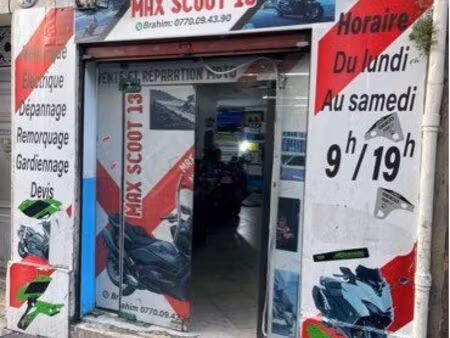 MAX SCOOT 13
Brahim: 0770.09.43.90
VENTE ET RÉPARATION MOTO
Électrique
Dépannage
Remorquage
Gardiennage
Devis
MAX SCOOT 13
MAX
Brahim 0770.09.43.90
Horaire
Du lundi
Au samedi
9h/19h